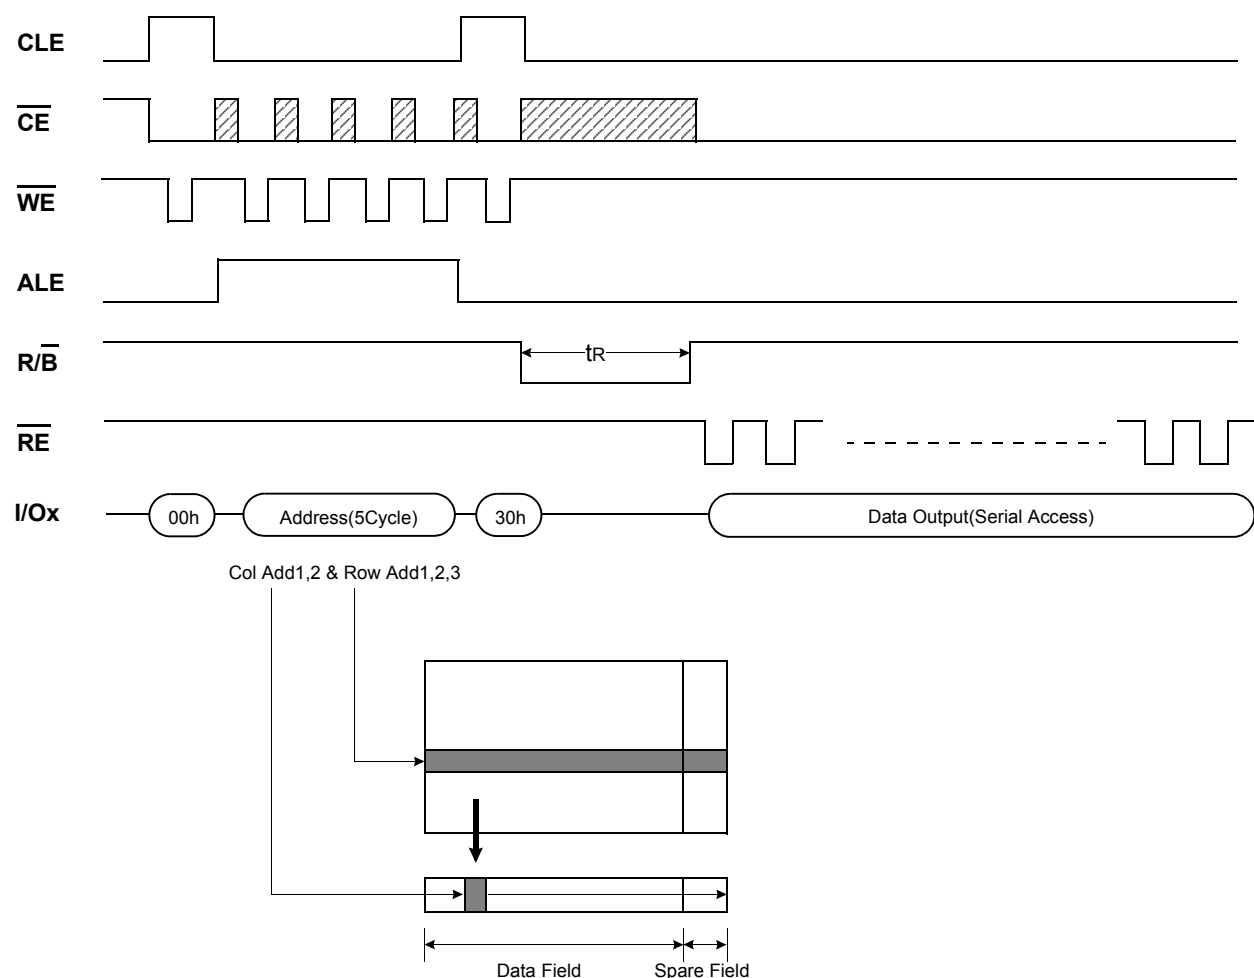 CLE
CE
WE
ALE
R/B
tR
RE
I/Ox
00h
Address(5Cycle)
30h
Data Output(Serial Access)
Col Add1,2 & Row Add1,2,3
Data Field
Spare Field